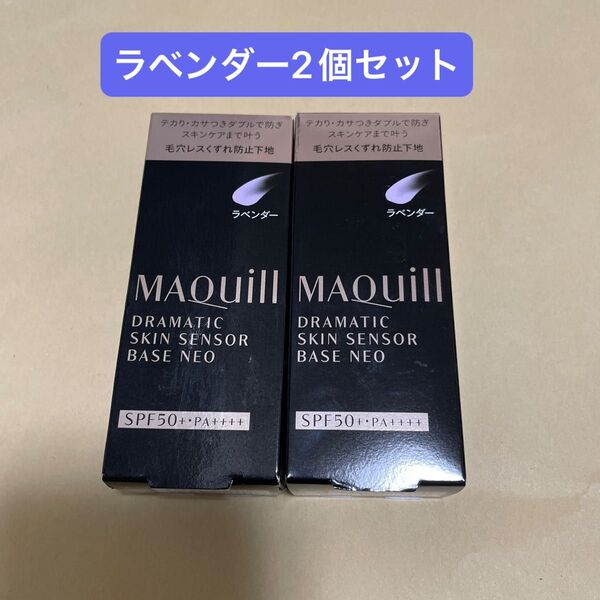 ラベンダー2個セット
テカリ・カサつきダブルで防ぎ
スキンケアまで叶う
毛穴レスくずれ防止下地
ラベンダー
MAQuill
DRAMATIC
SKIN SENSOR
BASE NEO
SPF50+・PA++++
テカリ・カサつきダブルで防ぎ
スキンケアまで叶う
毛穴レスくずれ防止下地
ラベンダー
MAQuill
DRAMATIC
SKIN SENSOR
BASE NEO
SPF50+・PA++++